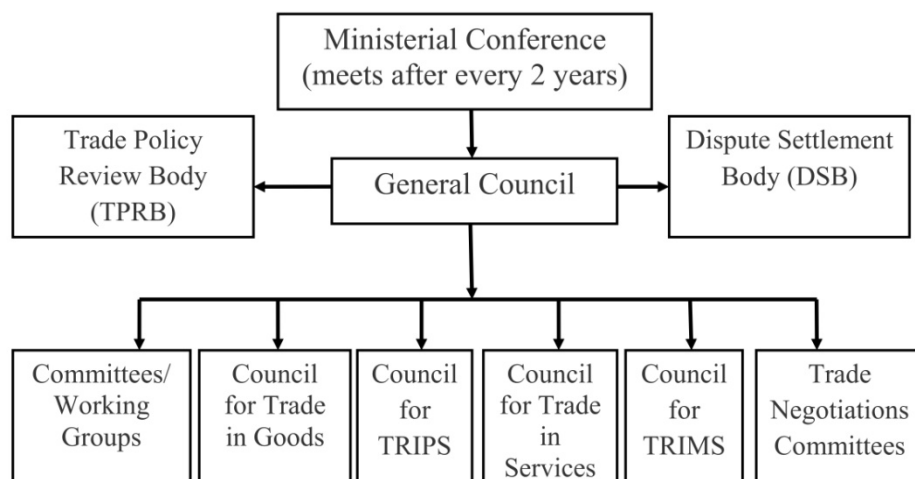 Ministerial Conference
(meets after every 2 years)
Trade Policy
Review Body
(TPRB)
General Council
Dispute Settlement
Body (DSB)
Committees/
Working
Groups
Council
for Trade
in Goods
Council
for
TRIPS
Council
for Trade
in
Services
Council
for
TRIMS
Trade
Negotiations
Committees